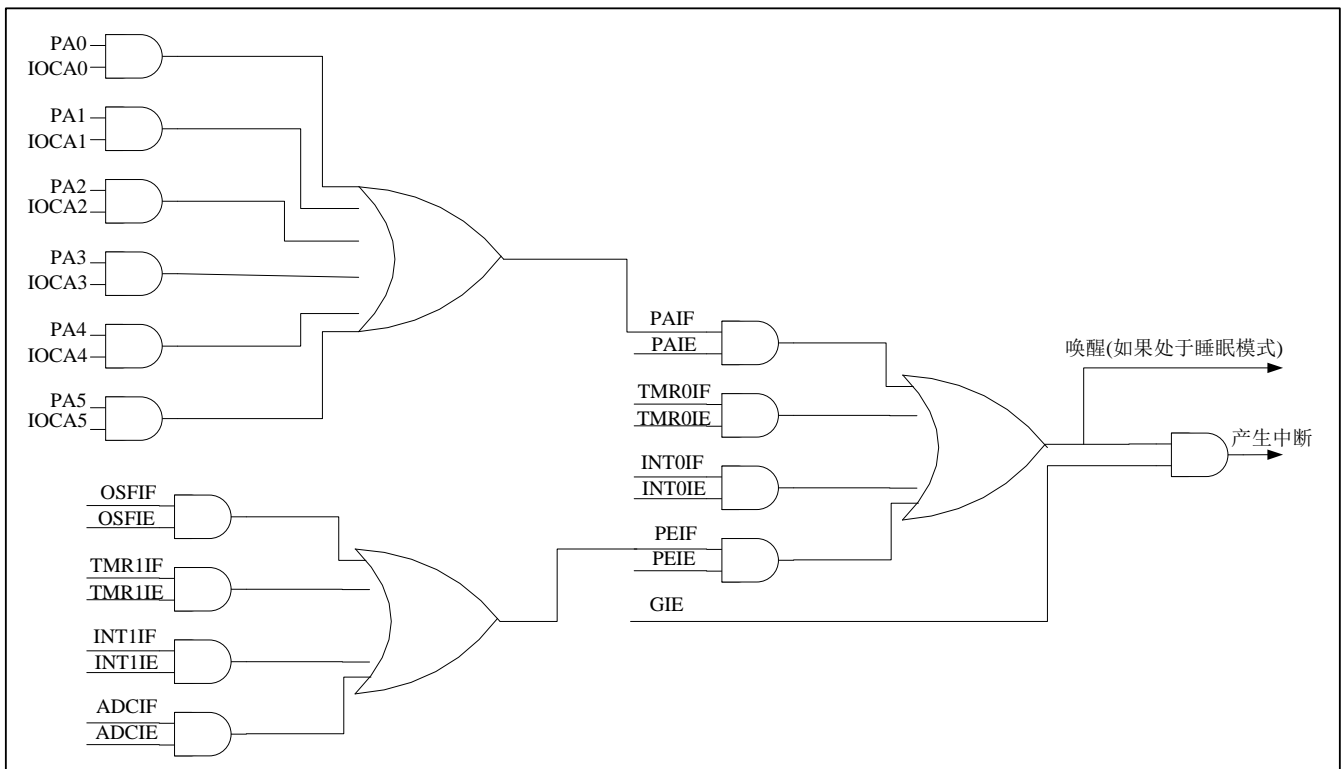 PA0
IOCA0
PA1
IOCA1
PA2
IOCA2
PA3
IOCA3
PA4
IOCA4
PA5
IOCA5
OSFIF
OSFIE
TMR1IF
TMR1IE
INT1IF
INT1IE
ADCIF
ADCIE
PAIF
PAIE
TMR0IF
TMR0IE
INT0IF
INT0IE
PEIF
PEIE
GIE
唤醒(如果处于睡眠模式)
产生中断